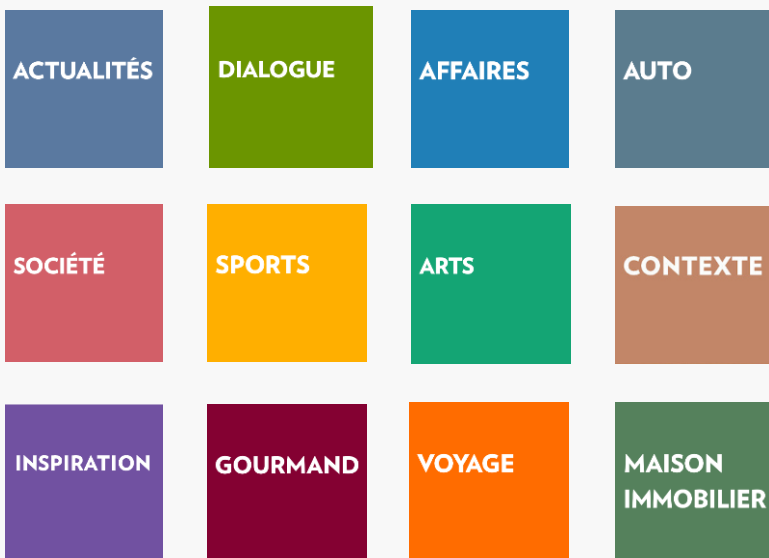 ACTUALITÉS
DIALOGUE
AFFAIRES
AUTO
SOCIÉTÉ
SPORTS
ARTS
CONTEXTE
INSPIRATION
GOURMAND
VOYAGE
MAISON
IMMOBILIER